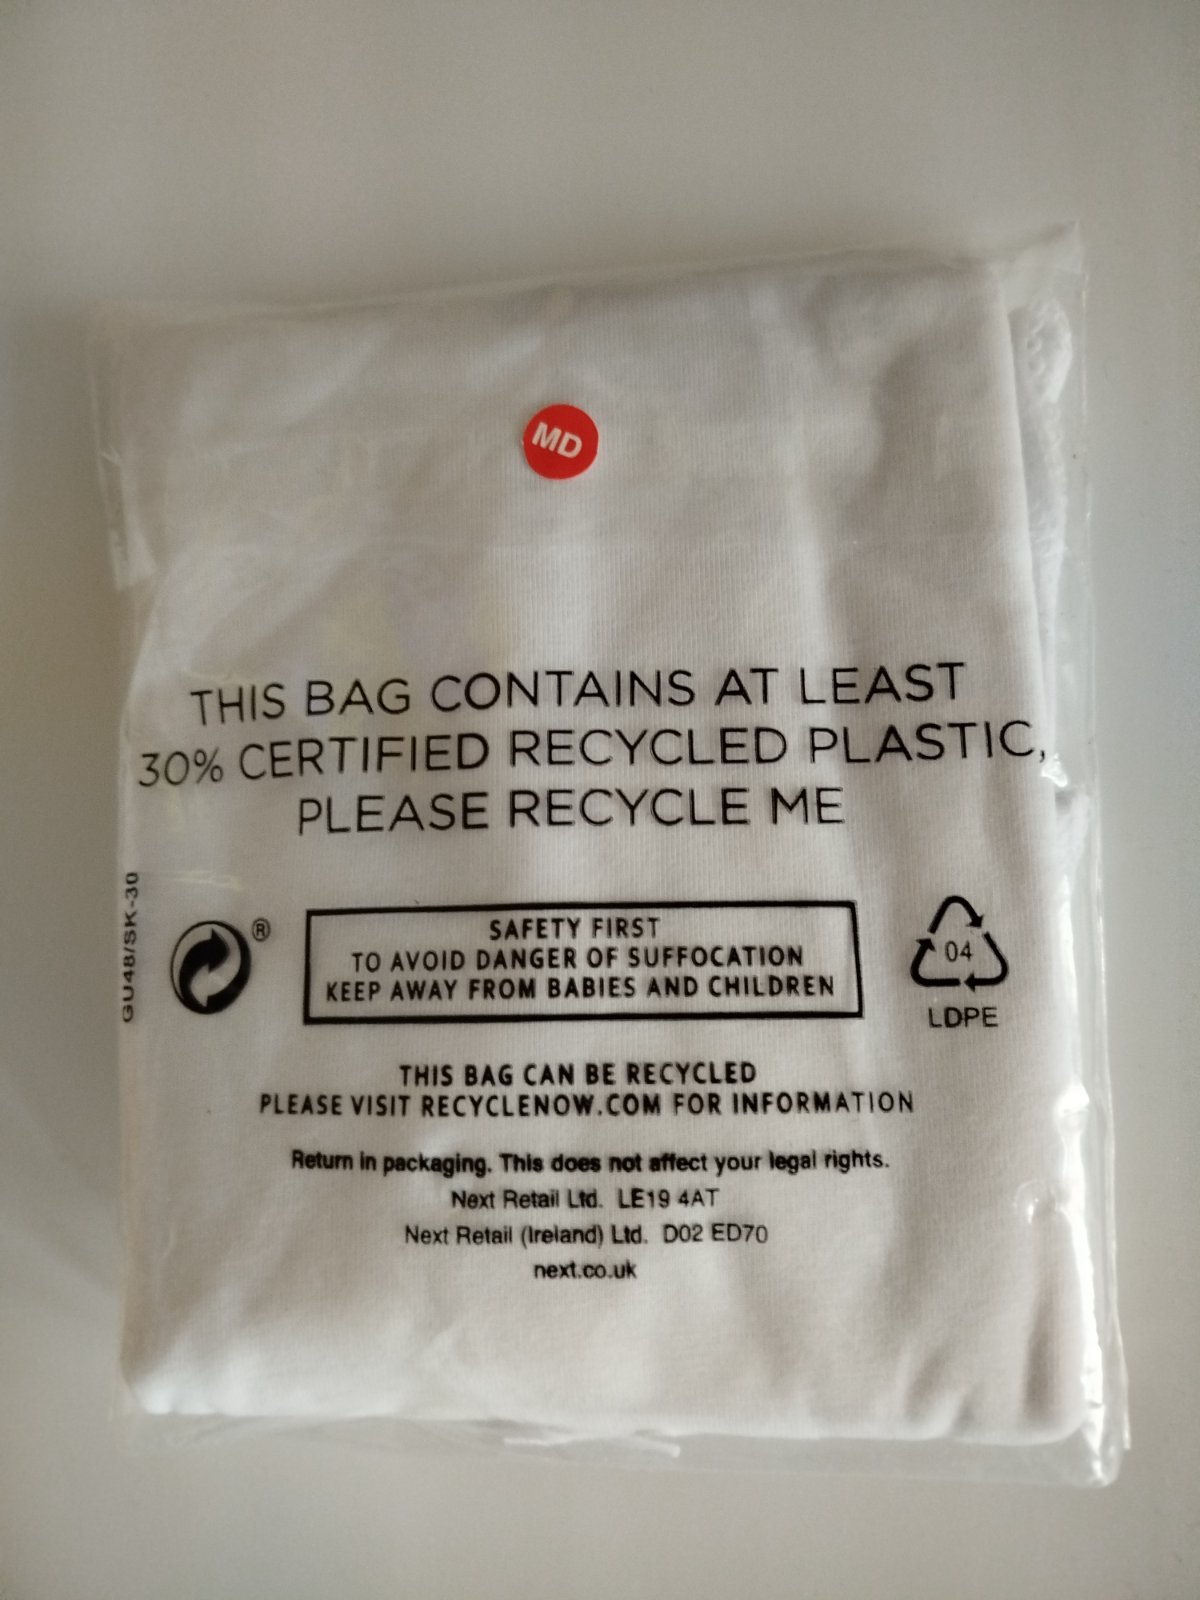 MD
THIS BAG CONTAINS AT LEAST
30% CERTIFIED RECYCLED PLASTIC,
PLEASE RECYCLE ME
GU48/SK-30
®
SAFETY FIRST
TO AVOID DANGER OF SUFFOCATION
KEEP AWAY FROM BABIES AND CHILDREN
04
LDPE
THIS BAG CAN BE RECYCLED
PLEASE VISIT RECYCLENOW.COM FOR INFORMATION
Return in packaging. This does not affect your legal rights.
Next Retail Ltd. LE19 4AT
Next Retail (Ireland) Ltd. D02 ED70
next.co.uk